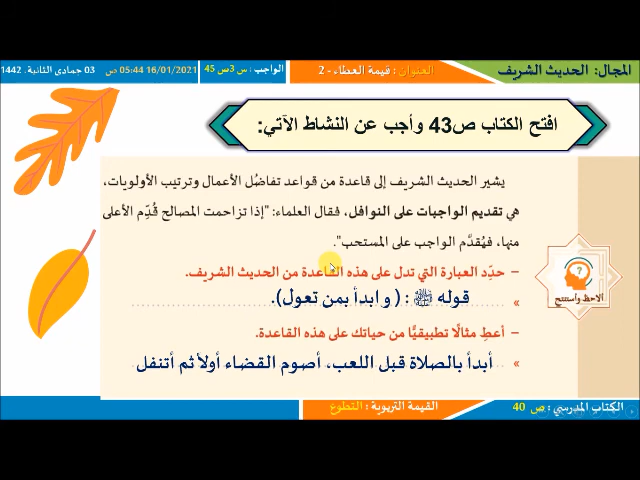 المجال: الحديث الشريف
العنوان : قيمة العطاء - 2
الواجب : س 3س 45
16/01/2021 05:44 ص
03 جمادى الثانية، 1442
افتح الكتاب ص43 وأجب عن النشاط الآتي:
يشير الحديث الشريف إلى قاعدة من قواعد تفاضُل الأعمال وترتيب الأولويات،
هي تقديم الواجبات على النوافل، فقال العلماء: "إذا تزاحمت المصالح قُدِّم الأعلى
منها، فيُقدَّم الواجب على المستحب".
– حدِّد العبارة التي تدل على هذه القاعدة من الحديث الشريف.
» قوله ﷺ : ( و ابدأ بمن تعول).
– أعطِ مثالًا تطبيقيًّا من حياتك على هذه القاعدة.
» أبدأ بالصلاة قبل اللعب، أصوم القضاء أولاً ثم أتنفل
ألاحظ وأستنتج
الكتاب المدرسي : ص 40
القيمة التربوية : التطوع